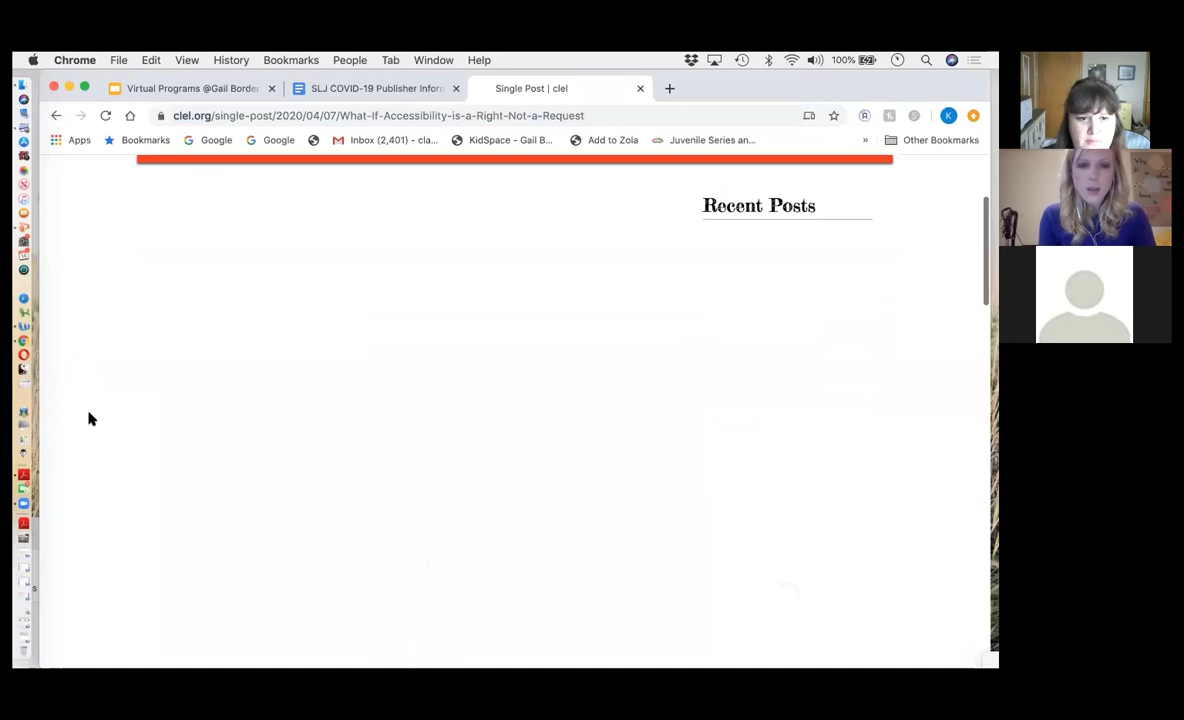 Chrome File Edit View History Bookmarks People Tab Window Help 100%
Virtual Programs @Gail Border
SLJ COVID-19 Publisher Inforn
Single Post | clel
clel.org/single-post/2020/04/07/What-If-Accessibility-is-a-Right-Not-a-Request
K
Apps Bookmarks Google Google Inbox (2,401) - cla... KidSpace - Gail B... Add to Zola Juvenile Series an... » Other Bookmarks
Recent Posts